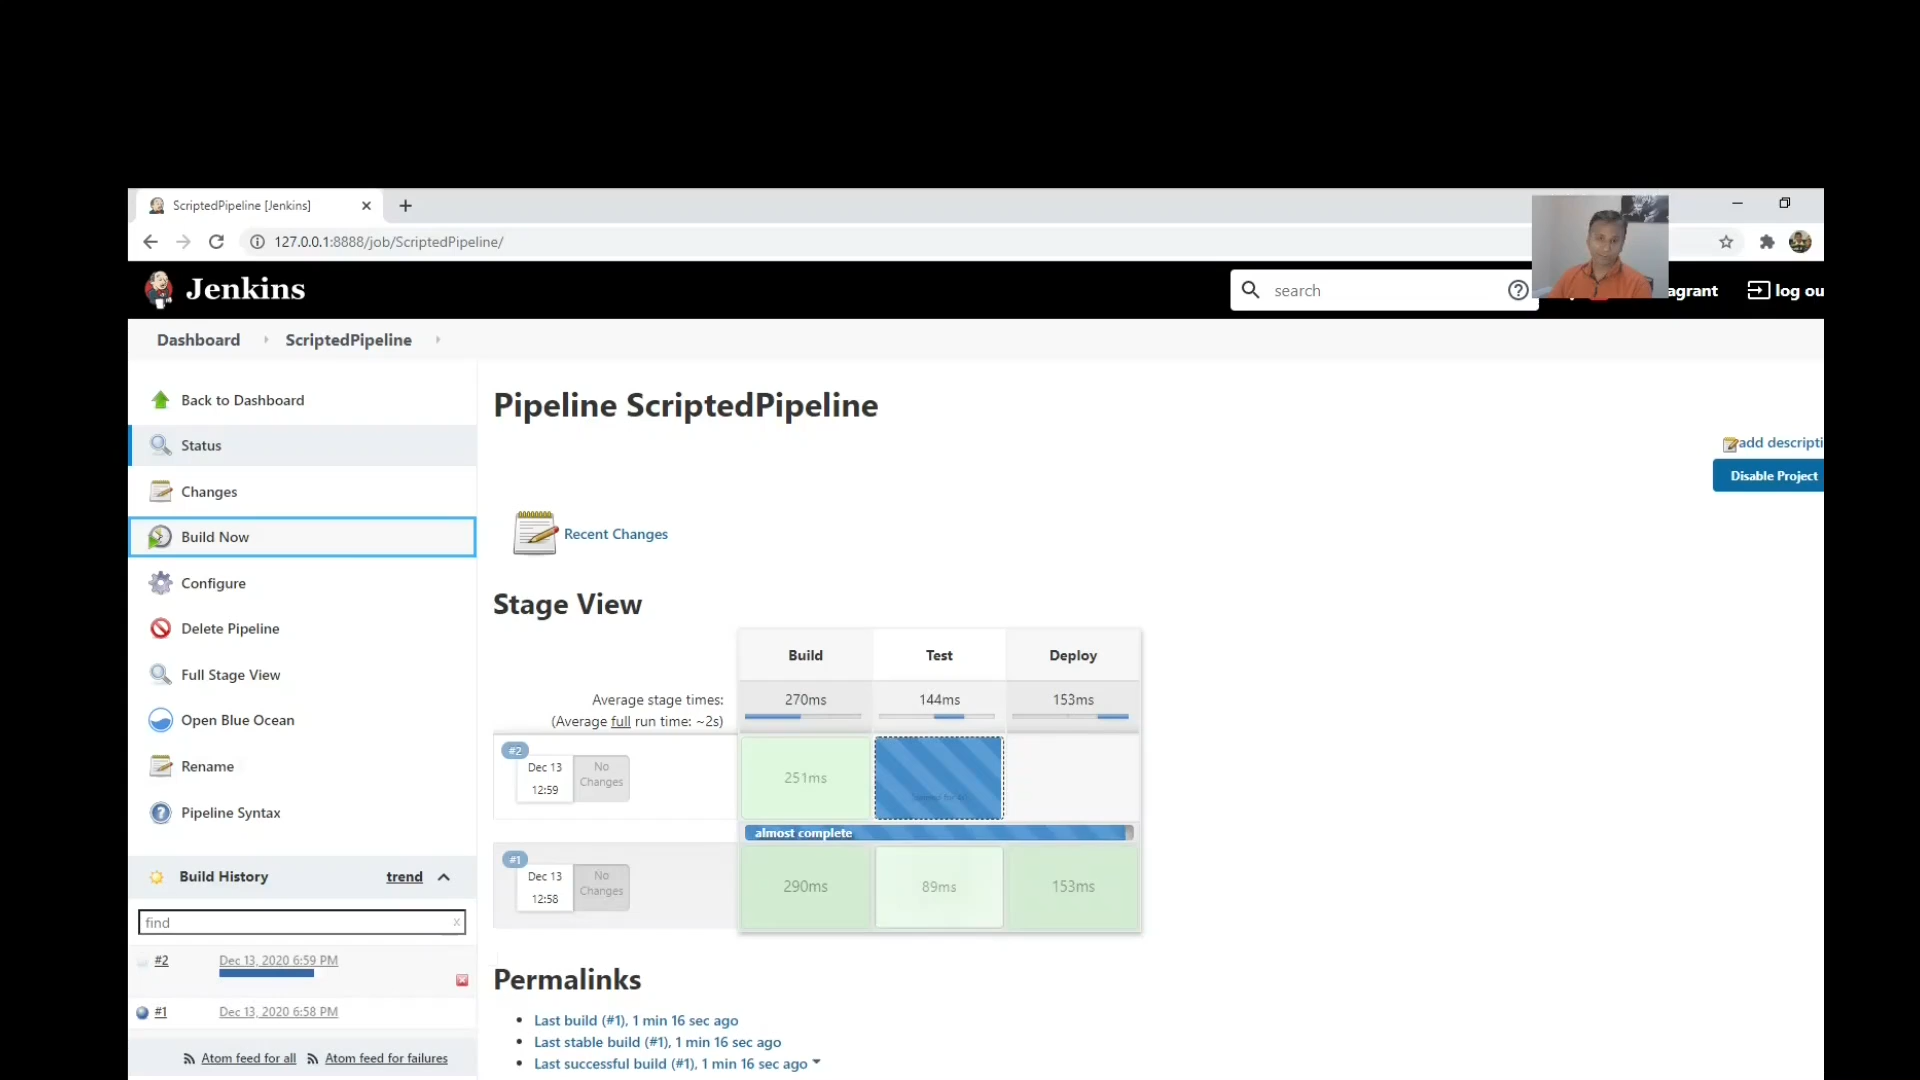 ScriptedPipeline [Jenkins]
127.0.0.1:8888/job/ScriptedPipeline/
Jenkins
search
agrant
log ou
Dashboard
ScriptedPipeline
Back to Dashboard
Status
Changes
Build Now
Configure
Delete Pipeline
Full Stage View
Open Blue Ocean
Rename
Pipeline Syntax
Build History
trend
find
x
#2
Dec 13, 2020 6:59 PM
#1
Dec 13, 2020 6:58 PM
Atom feed for all
Atom feed for failures
Pipeline ScriptedPipeline
add descripti
Disable Project
Recent Changes
Stage View
Build
Test
Deploy
Average stage times:
(Average full run time: ~2s)
270ms
144ms
153ms
#2
Dec 13
12:59
No
Changes
251ms
almost complete
#1
Dec 13
12:58
No
Changes
290ms
89ms
153ms
Permalinks
Last build (#1), 1 min 16 sec ago
Last stable build (#1), 1 min 16 sec ago
Last successful build (#1), 1 min 16 sec ago